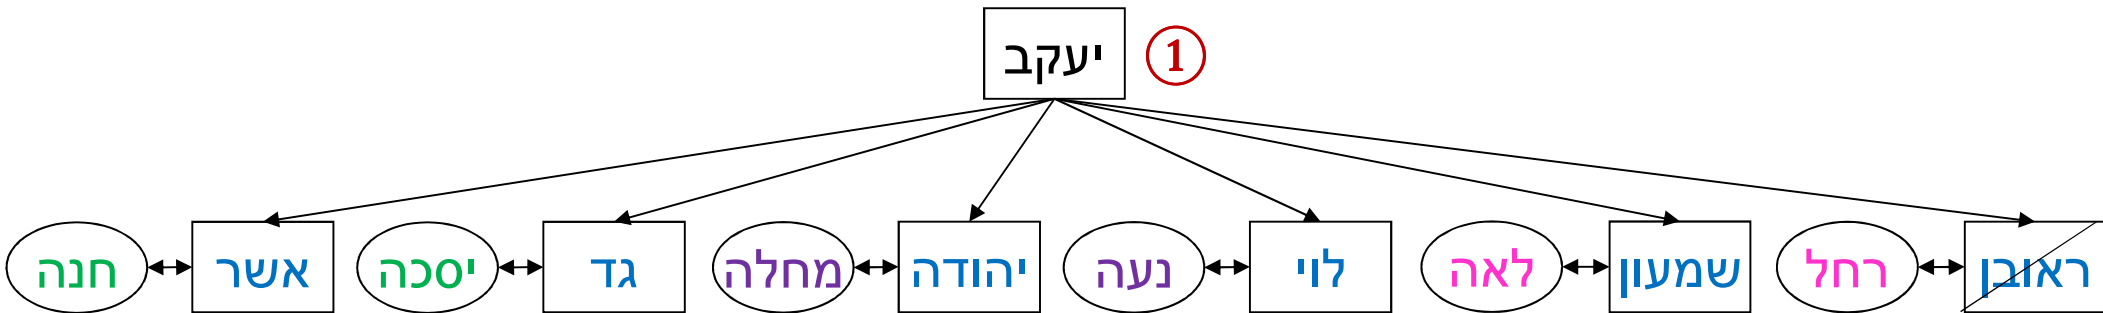 יעקב ①
ראובן רחל שמעון לאה לוי נעה יהודה מחלה גד יסכה אשר חנה